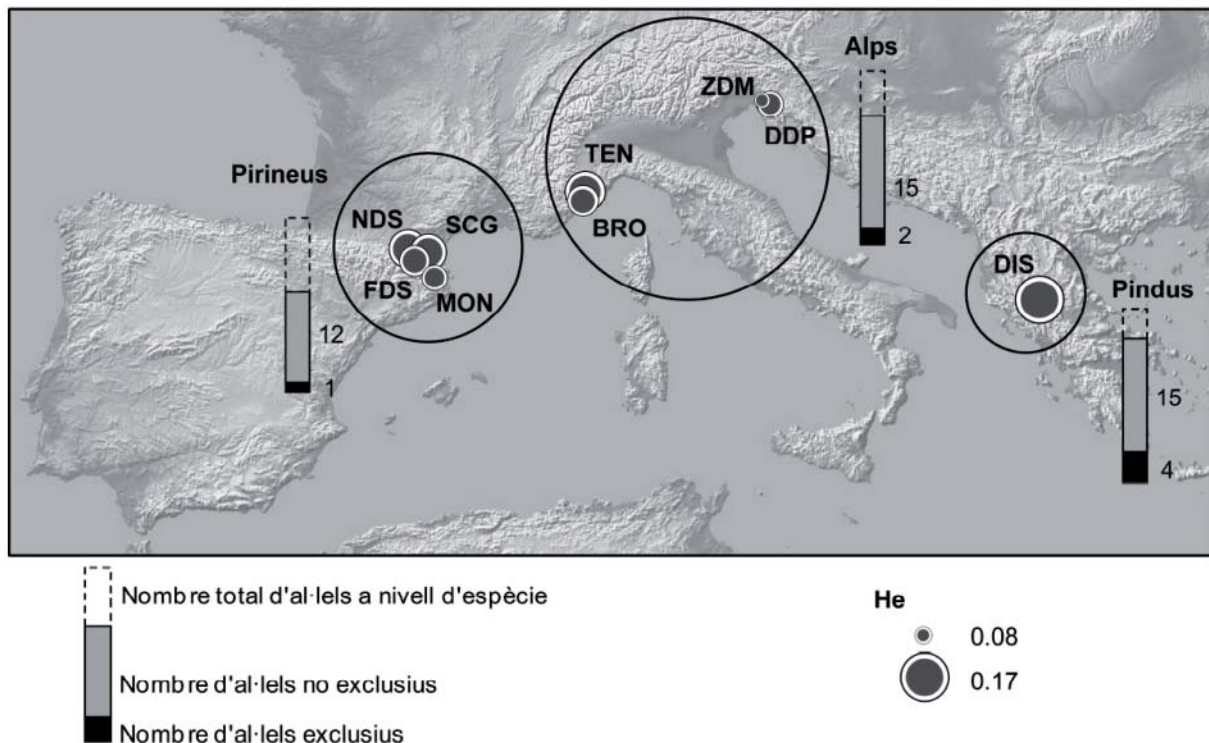 Alps
ZDM
DDP
TEN
15
Pirineus
2
NDS
SCG
BRO
DIS
FDS
MON
Pindus
12
15
1
4
Nombre total d'al·lels a nivell d'espècie
He
0.08
0.17
Nombre d'al·lels no exclusius
Nombre d'al·lels exclusius